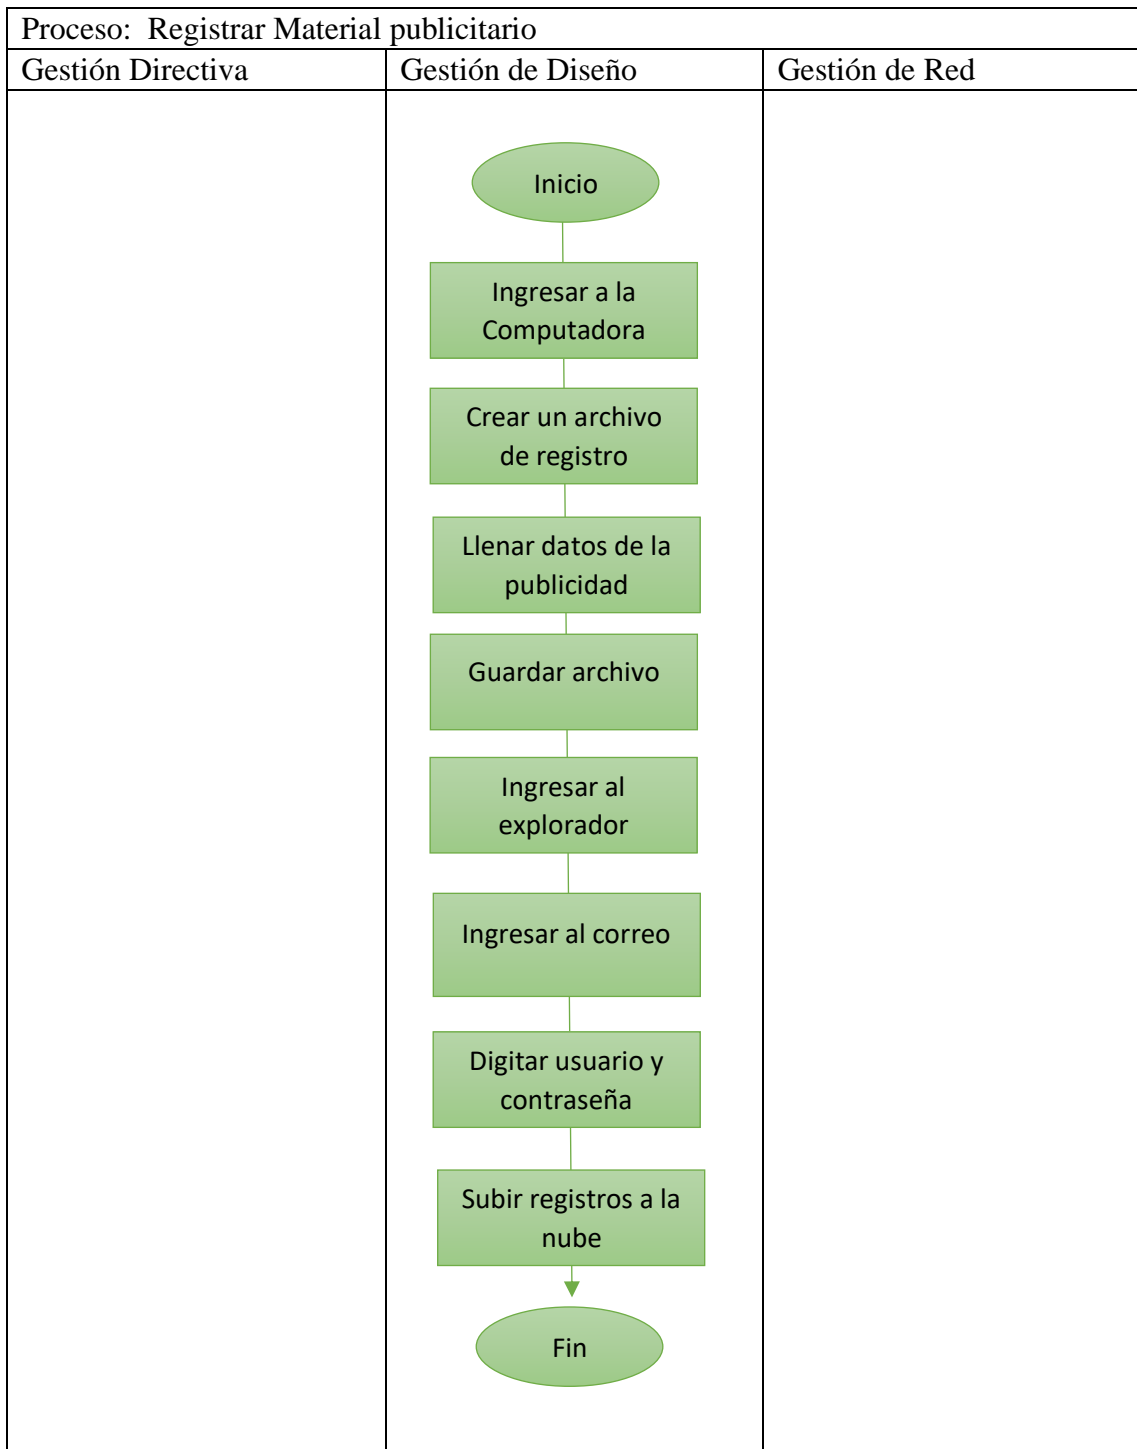 Proceso: Registrar Material publicitario
Gestión Directiva
Gestión de Diseño
Gestión de Red
Inicio
Ingresar a la
Computadora
Crear un archivo
de registro
Llenar datos de la
publicidad
Guardar archivo
Ingresar al
explorador
Ingresar al correo
Digitar usuario y
contraseña
Subir registros a la
nube
Fin